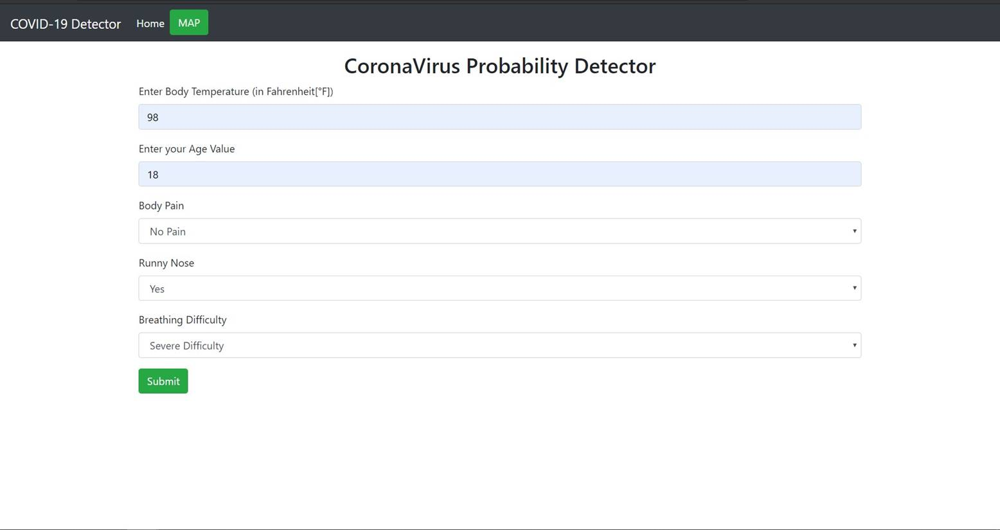 COVID-19 Detector Home MAP
CoronaVirus Probability Detector
Enter Body Temperature (in Fahrenheit[°F])
98
Enter your Age Value
18
Body Pain
No Pain
Runny Nose
Yes
Breathing Difficulty
Severe Difficulty
Submit